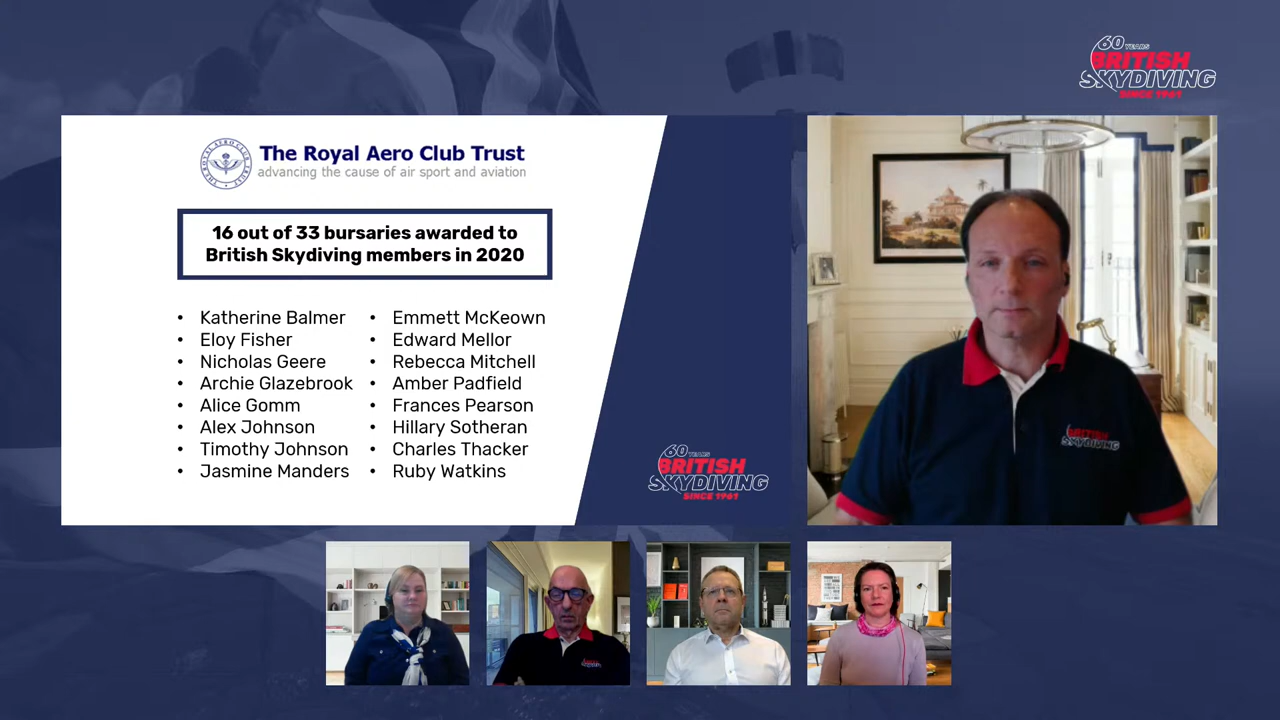 60 YEARS
BRITISH
SKYDIVING
SINCE 1961
The Royal Aero Club Trust
advancing the cause of air sport and aviation
16 out of 33 bursaries awarded to
British Skydiving members in 2020
• Katherine Balmer
• Eloy Fisher
• Nicholas Geere
• Archie Glazebrook
• Alice Gomm
• Alex Johnson
• Timothy Johnson
• Jasmine Manders
• Emmett McKeown
• Edward Mellor
• Rebecca Mitchell
• Amber Padfield
• Frances Pearson
• Hillary Sotheran
• Charles Thacker
• Ruby Watkins
60 YEARS
BRITISH
SKYDIVING
SINCE 1961
BRITISH
SKYDIVING